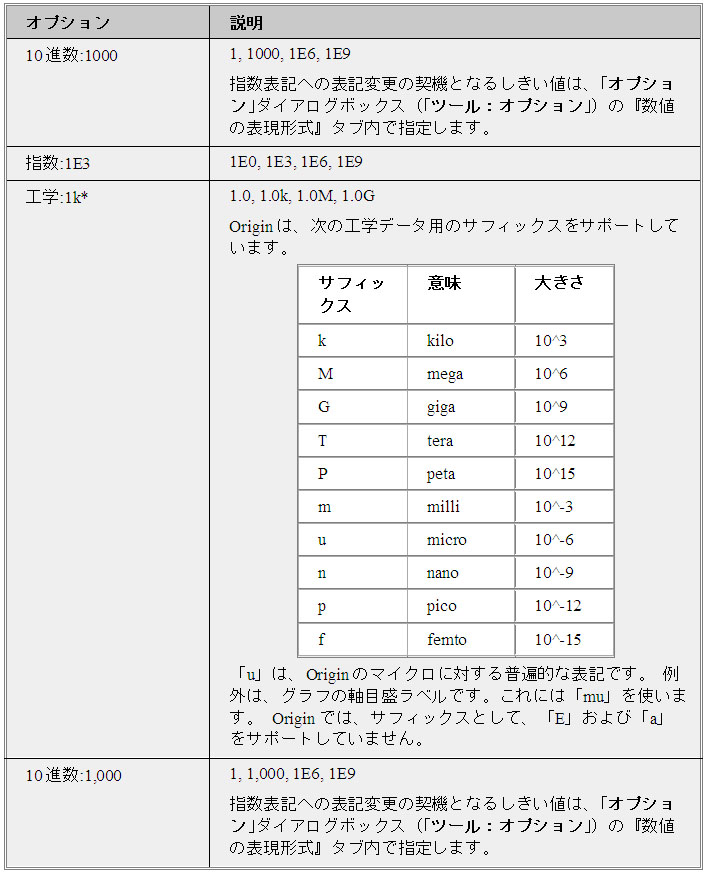 オプション 説明
10進数:1000 1, 1000, 1E6, 1E9
指数表記への表記変更の契機となるしきい値は、「オプショ
ン」ダイアログボックス（「ツール：オプション」）の『数値
の表現形式』タブ内で指定します。
指数:1E3 1E0, 1E3, 1E6, 1E9
工学:1k* 1.0, 1.0k, 1.0M, 1.0G
Originは、次の工学データ用のサフィックスをサポートして
います。
サフィッ 意味 大きさ
クス
k kilo 10^3
M mega 10^6
G giga 10^9
T tera 10^12
P peta 10^15
m milli 10^-3
u micro 10^-6
n nano 10^-9
p pico 10^-12
f femto 10^-15
「u」は、Originのマイクロに対する普遍的な表記です。 例
外は、グラフの軸目盛ラベルです。これには「mu」を使いま
す。 Originでは、サフィックスとして、「E」および「a」
をサポートしていません。
10進数:1,000 1, 1,000, 1E6, 1E9
指数表記への表記変更の契機となるしきい値は、「オプショ
ン」ダイアログボックス（「ツール：オプション」）の『数値
の表現形式』タブ内で指定します。